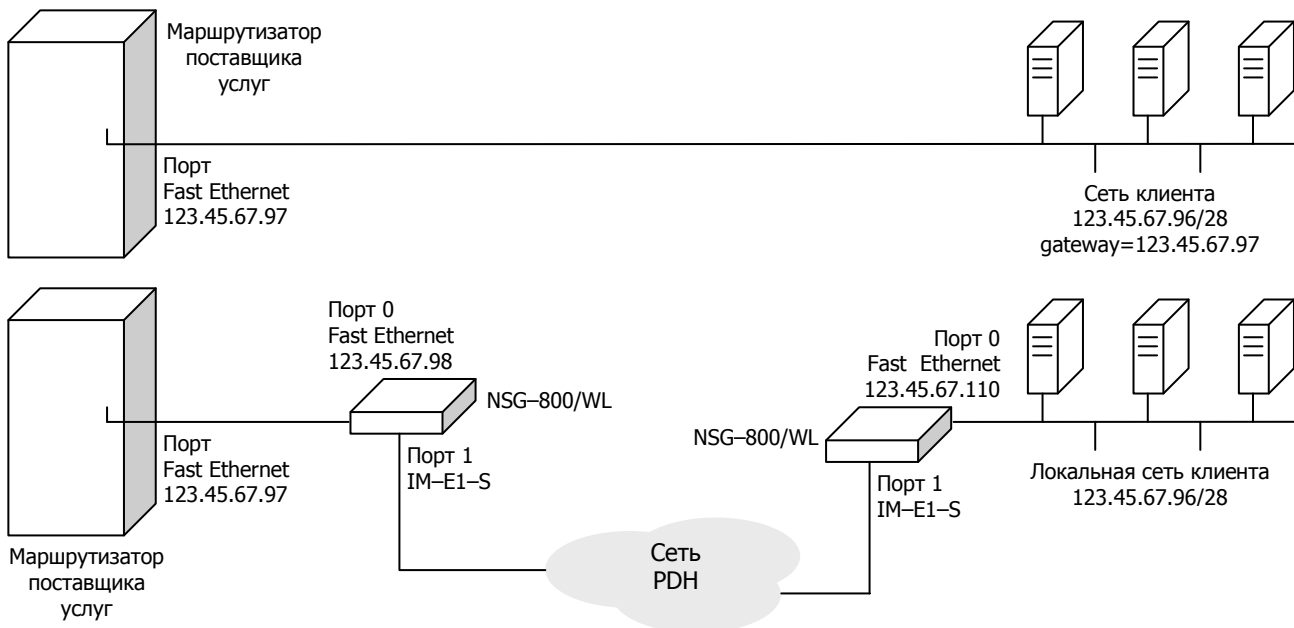 Маршрутизатор
поставщика
услуг
Порт
Fast Ethernet
123.45.67.97
Сеть клиента
123.45.67.96/28
gateway=123.45.67.97
Порт 0
Fast Ethernet
123.45.67.98
NSG–800/WL
Порт 1
IM–E1–S
Порт
Fast Ethernet
123.45.67.97
Маршрутизатор
поставщика
услуг
Сеть
PDH
Порт 0
Fast Ethernet
123.45.67.110
NSG–800/WL
Порт 1
IM–E1–S
Локальная сеть клиента
123.45.67.96/28